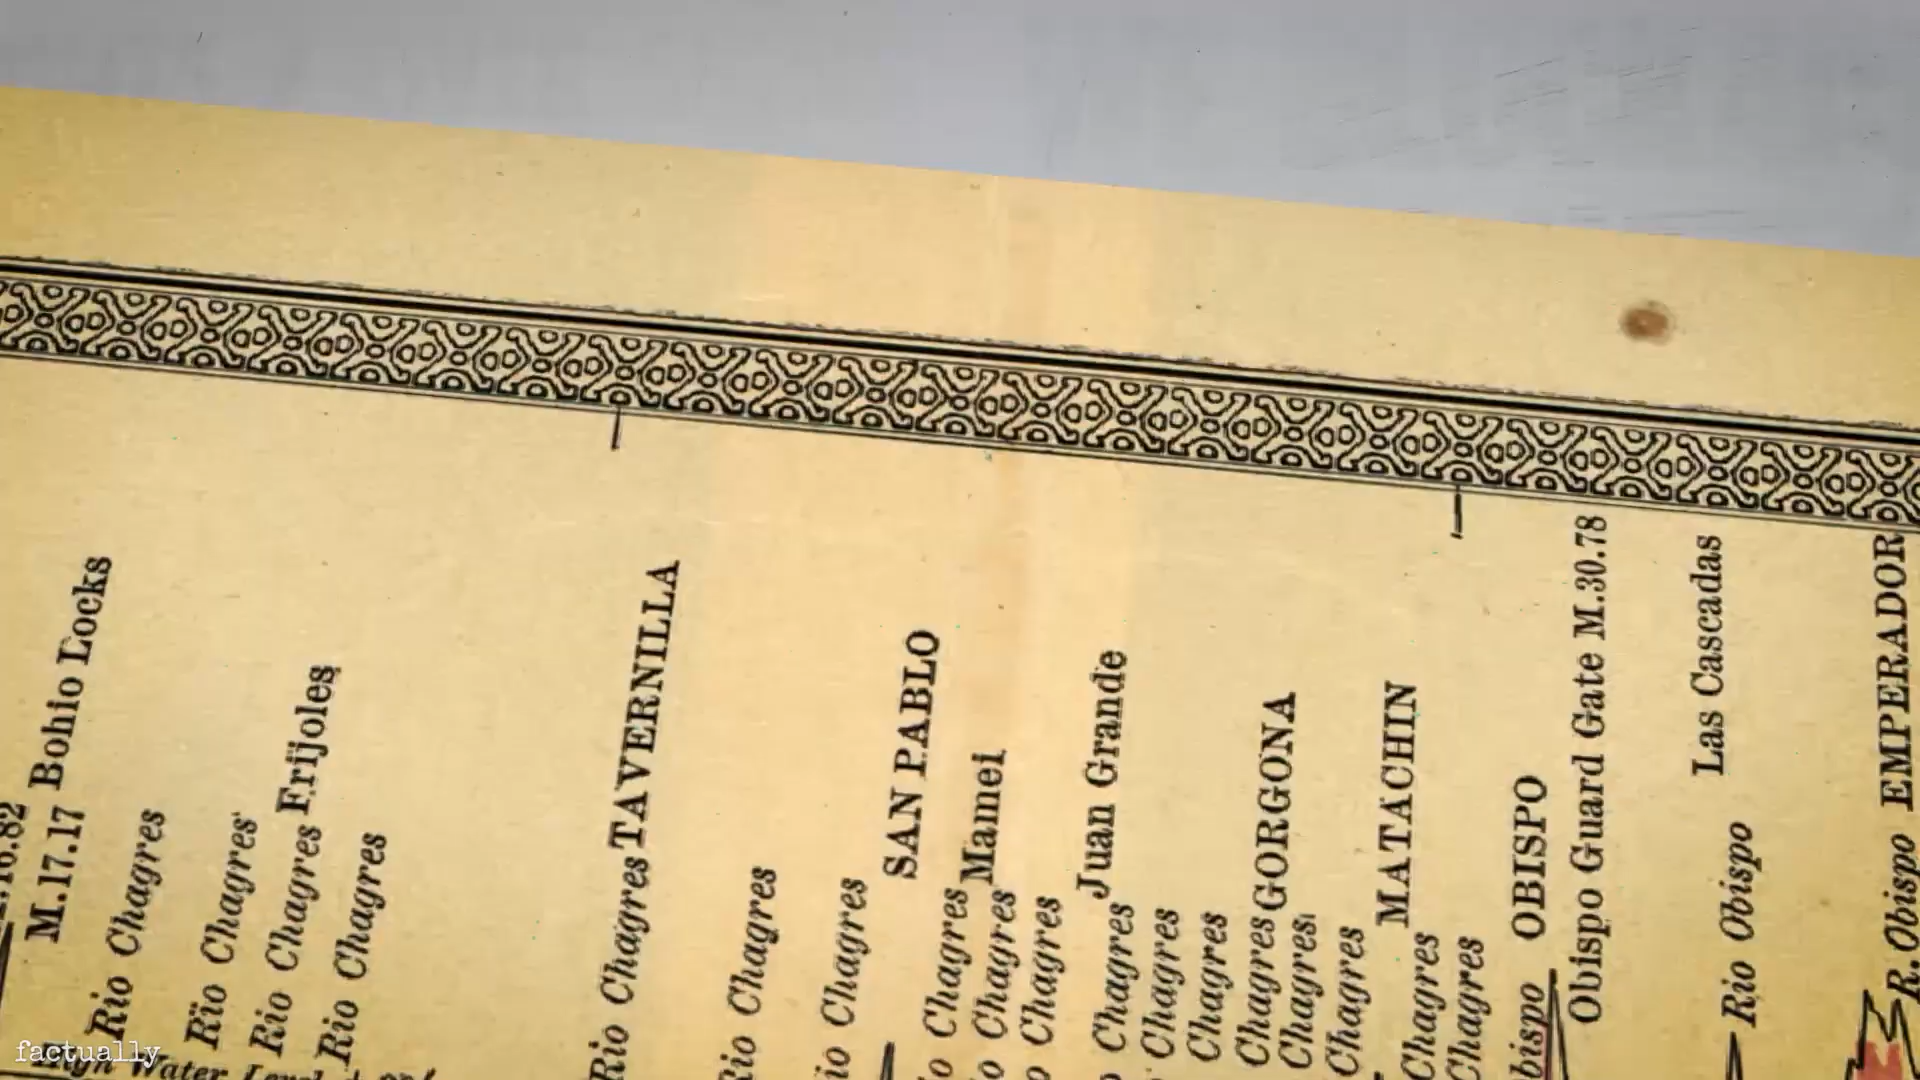 M.17.17 Bohio Locks
Rio Chagres
Rio Chagres
Rio Chagres Frijoles
Rio Chagres
Rio Chagres TAVERNILLA
Rio Chagres
Chagres
SAN PABLO
Chagres
Chagres Mamei
Chagres
Chagres Juan Grande
Chagres
Chagres
Chagres GORGONA
Chagres
Chagres
MATACHIN
Chagres
Chagres
OBISPO
Obispo Guard Gate M.30.78
Las Cascadas
Rio Obispo
R. Obispo EMPERADOR
High Water
factually